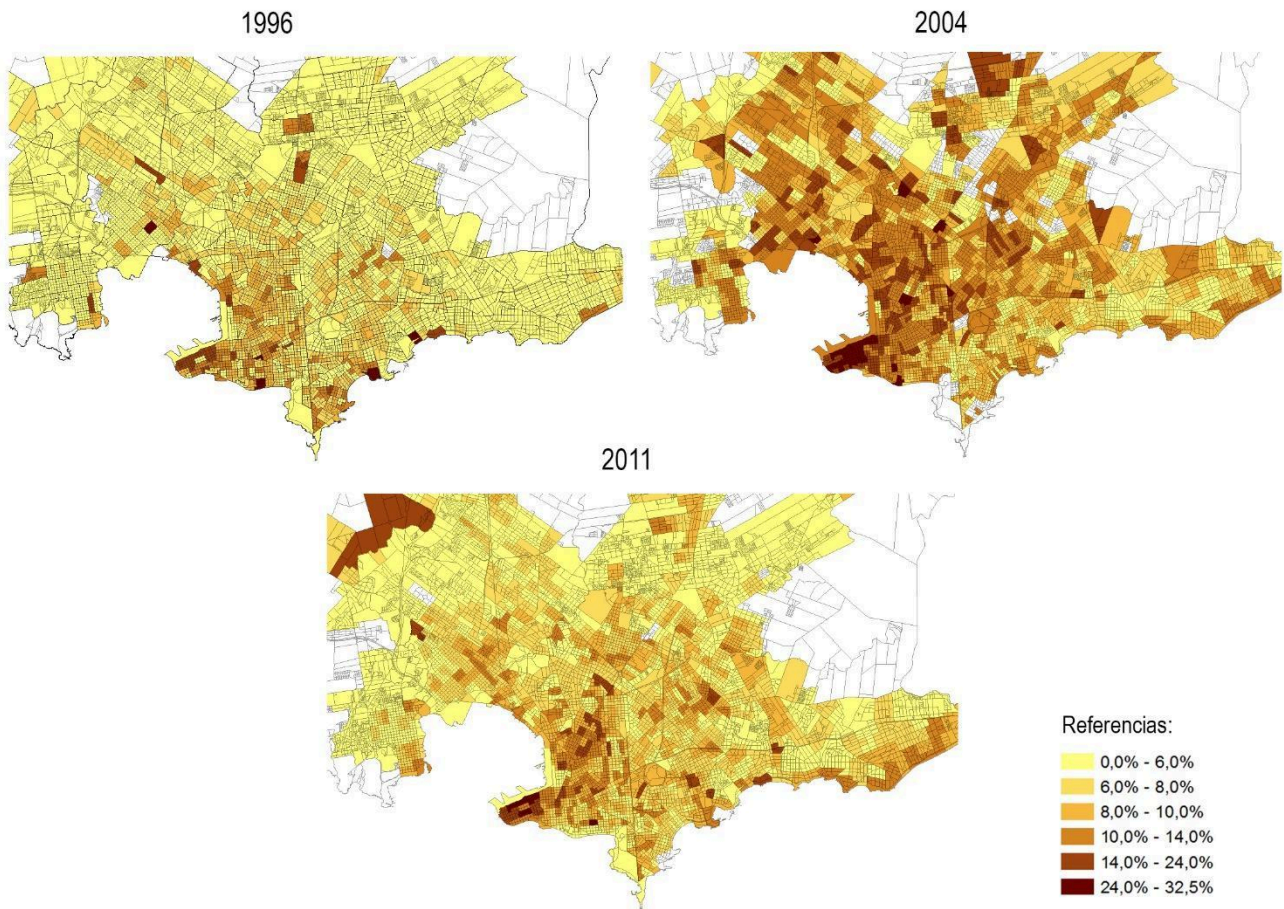 1996
2004
2011
Referencias:
0,0% - 6,0%
6,0% - 8,0%
8,0% - 10,0%
10,0% - 14,0%
14,0% - 24,0%
24,0% - 32,5%